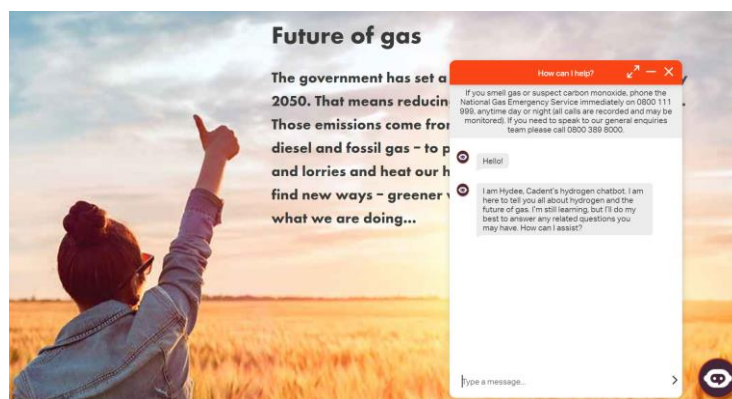 Future of gas
The government has set a
2050. That means reducin
Those emissions come fro
diesel and fossil gas – to p
and lorries and heat our h
find new ways – greener
what we are doing...
How can I help?
If you smell gas or suspect carbon monoxide, phone the
National Gas Emergency Service immediately on 0800 111
999, anytime day or night (all calls are recorded and may be
monitored). If you need to speak to our general enquiries
team please call 0800 389 8000.
Hello!
I am Hydee, Cadent's hydrogen chatbot. I am
here to tell you all about hydrogen and the
future of gas. I'm still learning, but I'll do my
best to answer any related questions you
may have. How can I assist?
Type a message...